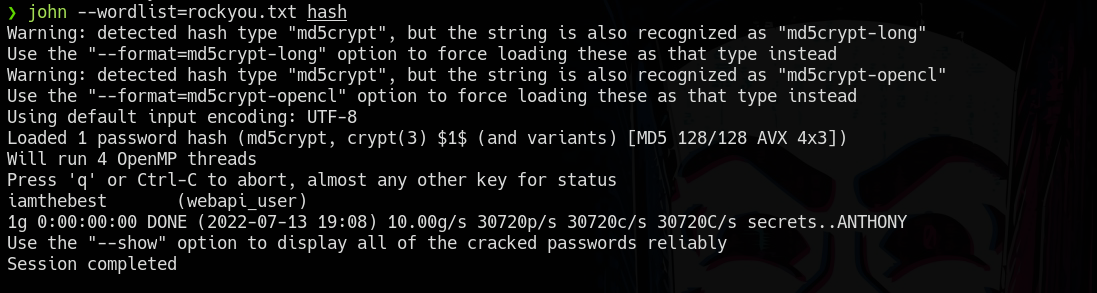 ❯ john --wordlist=rockyou.txt hash
Warning: detected hash type "md5crypt", but the string is also recognized as "md5crypt-long"
Use the "--format=md5crypt-long" option to force loading these as that type instead
Warning: detected hash type "md5crypt", but the string is also recognized as "md5crypt-opencl"
Use the "--format=md5crypt-opencl" option to force loading these as that type instead
Using default input encoding: UTF-8
Loaded 1 password hash (md5crypt, crypt(3) $1$ (and variants) [MD5 128/128 AVX 4x3])
Will run 4 OpenMP threads
Press 'q' or Ctrl-C to abort, almost any other key for status
iamthebest       (webapi_user)
1g 0:00:00:00 DONE (2022-07-13 19:08) 10.00g/s 30720p/s 30720c/s 30720C/s secrets..ANTHONY
Use the "--show" option to display all of the cracked passwords reliably
Session completed